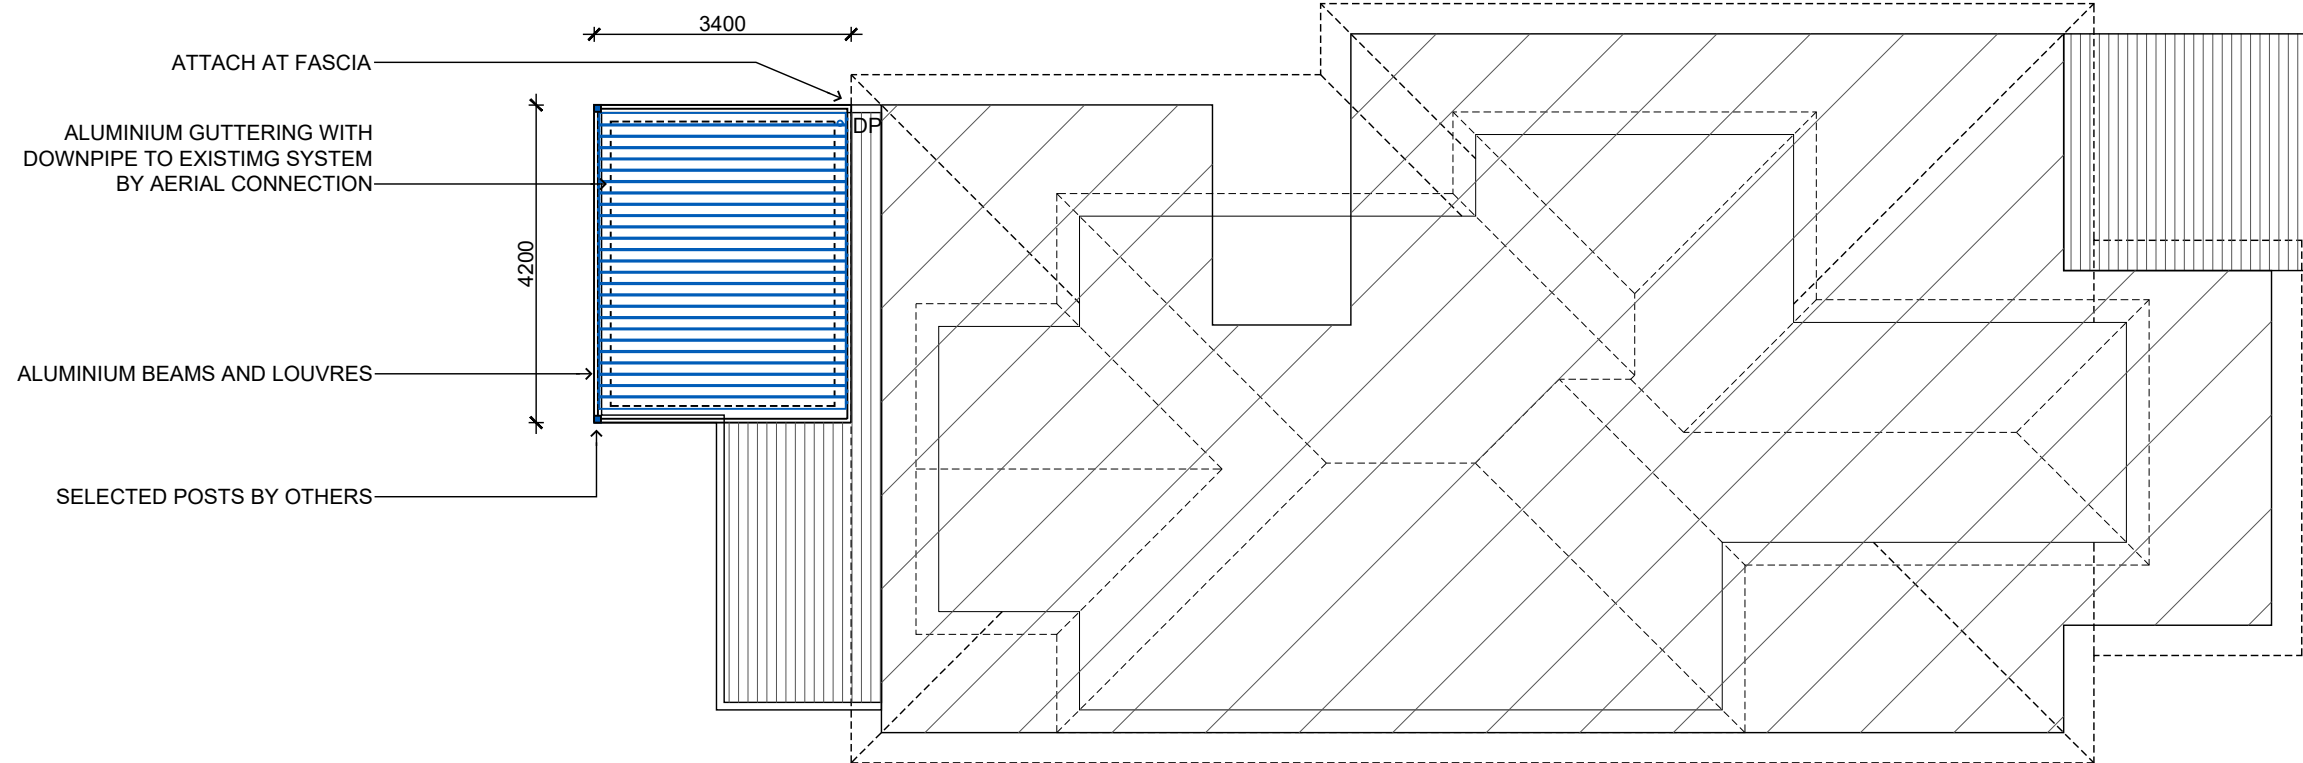 3400
ATTACH AT FASCIA
ALUMINIUM GUTTERING WITH
DOWNPIPE TO EXISTIMG SYSTEM
BY AERIAL CONNECTION
DP
4200
ALUMINIUM BEAMS AND LOUVRES
SELECTED POSTS BY OTHERS